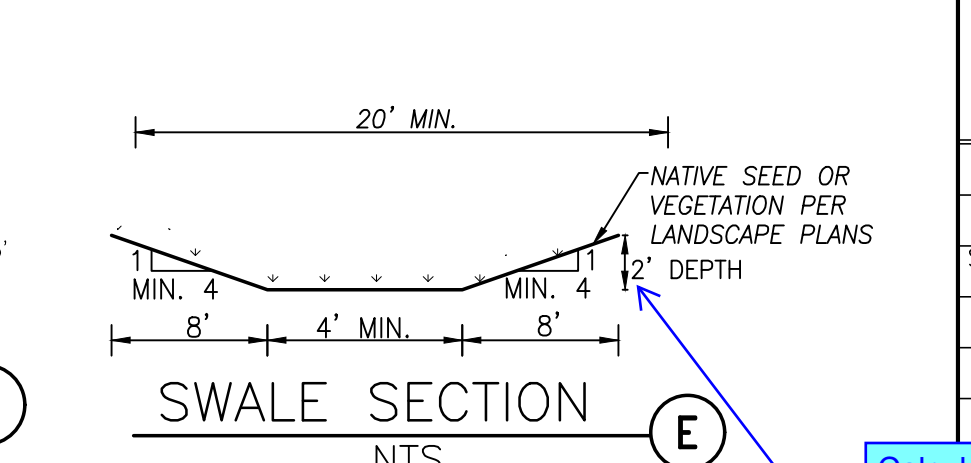 20' MIN.
NATIVE SEED OR
VEGETATION PER
LANDSCAPE PLANS
1
1
2' DEPTH
MIN. 4
MIN. 4
8'
4' MIN.
8'
SWALE SECTION
E
NTS